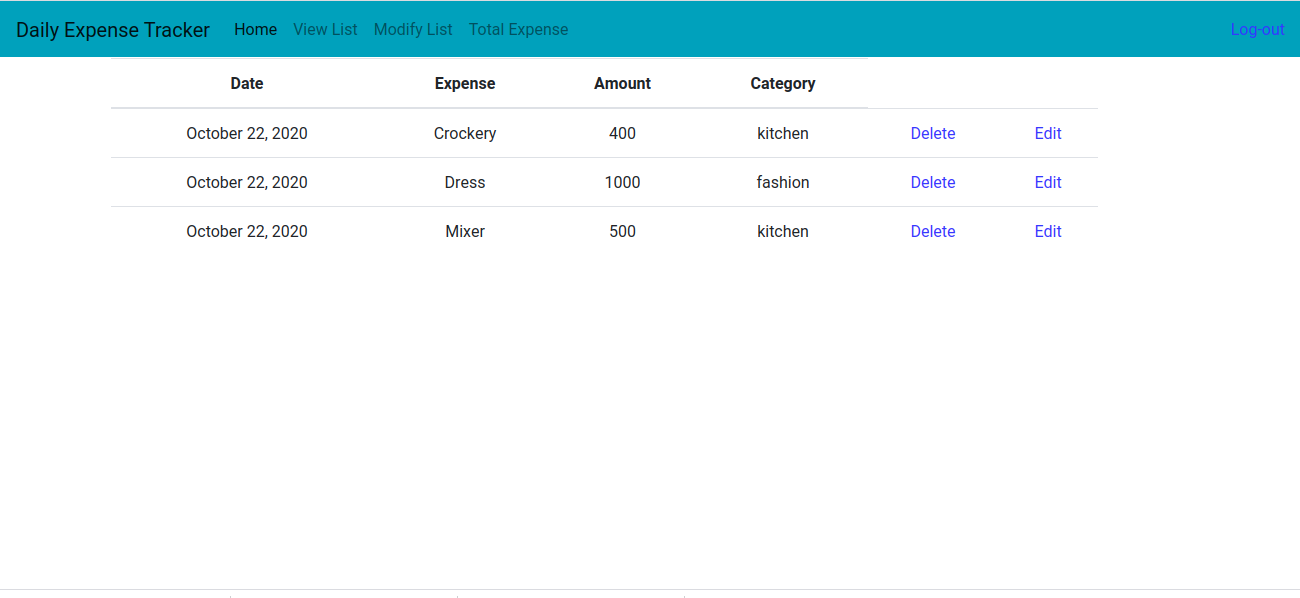 Daily Expense Tracker Home View List Modify List Total Expense Log-out
Date Expense Amount Category
October 22, 2020 Crockery 400 kitchen Delete Edit
October 22, 2020 Dress 1000 fashion Delete Edit
October 22, 2020 Mixer 500 kitchen Delete Edit